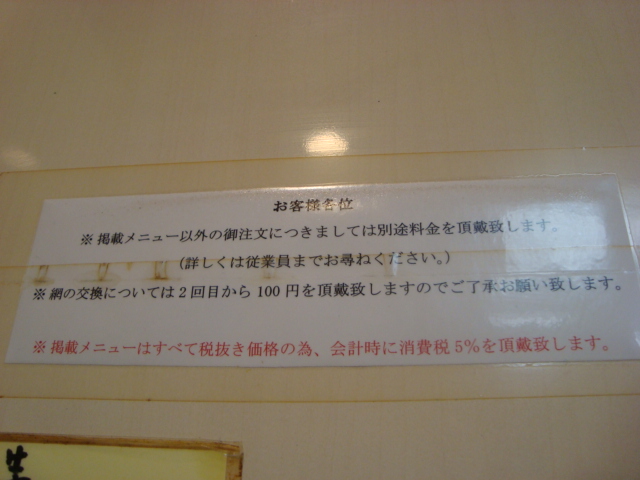 お客様各位
※ 掲載メニュー以外の御注文につきましては別途料金を頂戴致します。
(詳しくは従業員までお尋ねください。)
※ 網の交換については2回目から100円を頂戴致しますのでご了承お願い致します。
※ 掲載メニューはすべて税抜き価格の為、会計時に消費税5%を頂戴致します。